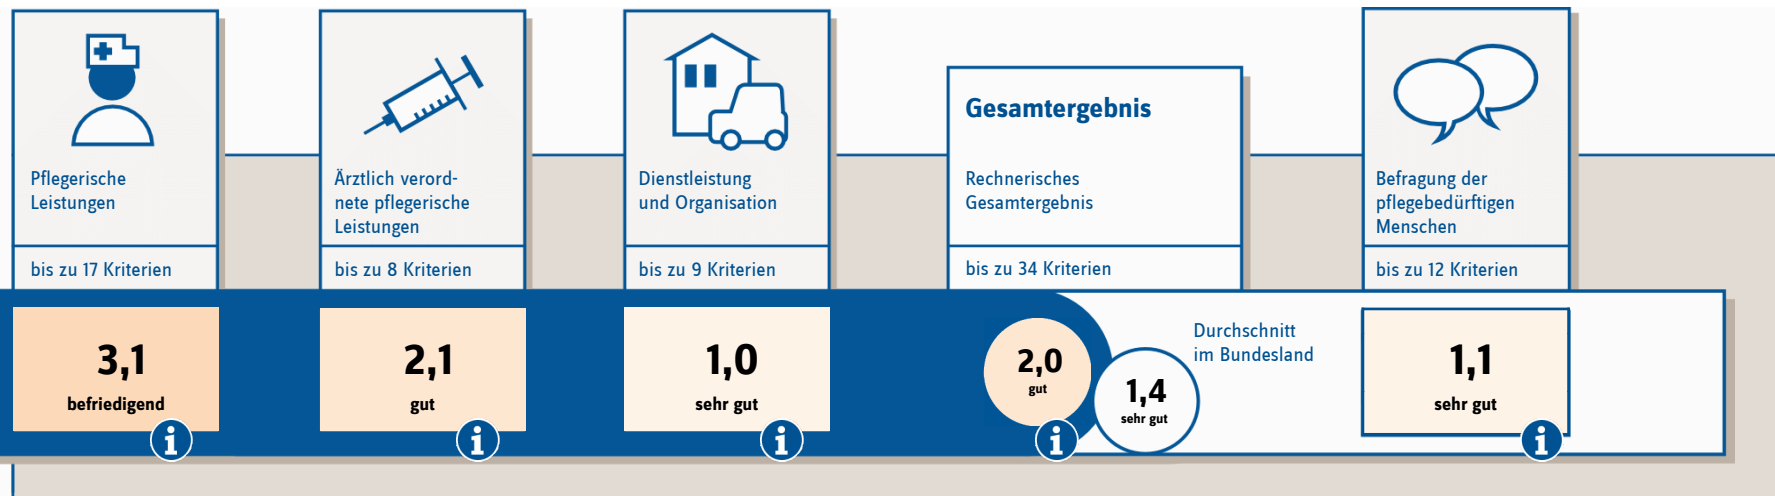 Pflegerische
Leistungen
bis zu 17 Kriterien
3,1
befriedigend
i
Ärztlich verord-
nete pflegerische
Leistungen
bis zu 8 Kriterien
2,1
gut
i
Dienstleistung
und Organisation
bis zu 9 Kriterien
1,0
sehr gut
i
Gesamtergebnis
Rechnerisches
Gesamtergebnis
bis zu 34 Kriterien
2,0
gut
i
1,4
sehr gut
Durchschnitt
im Bundesland
Befragung der
pflegebedürftigen
Menschen
bis zu 12 Kriterien
1,1
sehr gut
i